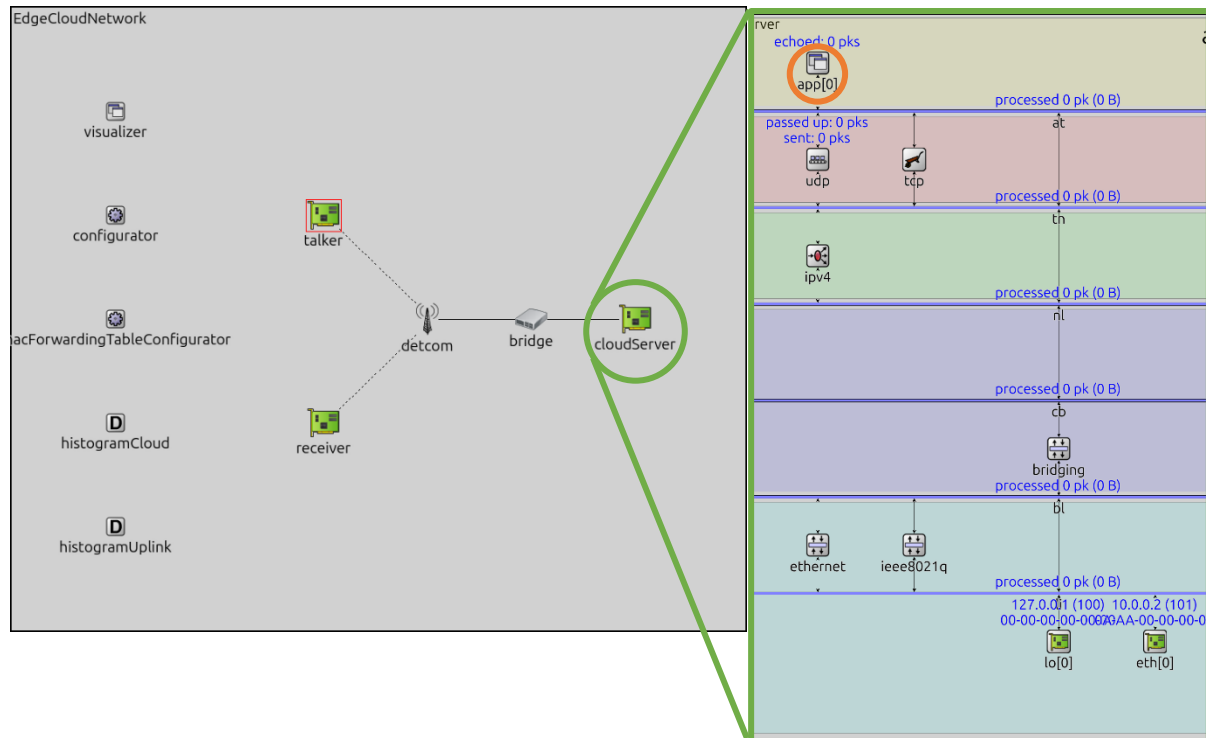 EdgeCloudNetwork
visualizer
configurator
acForwardingTableConfigurator
histogramCloud
histogramUplink
talker
receiver
detcom
bridge
cloudServer
rver
echoed: 0 pks
app[0]
processed 0 pk (0 B)
at
passed up: 0 pks
sent: 0 pks
udp
tcp
processed 0 pk (0 B)
tn
ipv4
processed 0 pk (0 B)
nl
processed 0 pk (0 B)
cb
bridging
processed 0 pk (0 B)
bl
ethernet
ieee8021q
processed 0 pk (0 B)
127.0.0.1 (100) 10.0.0.2 (101)
lo[0]
eth[0]